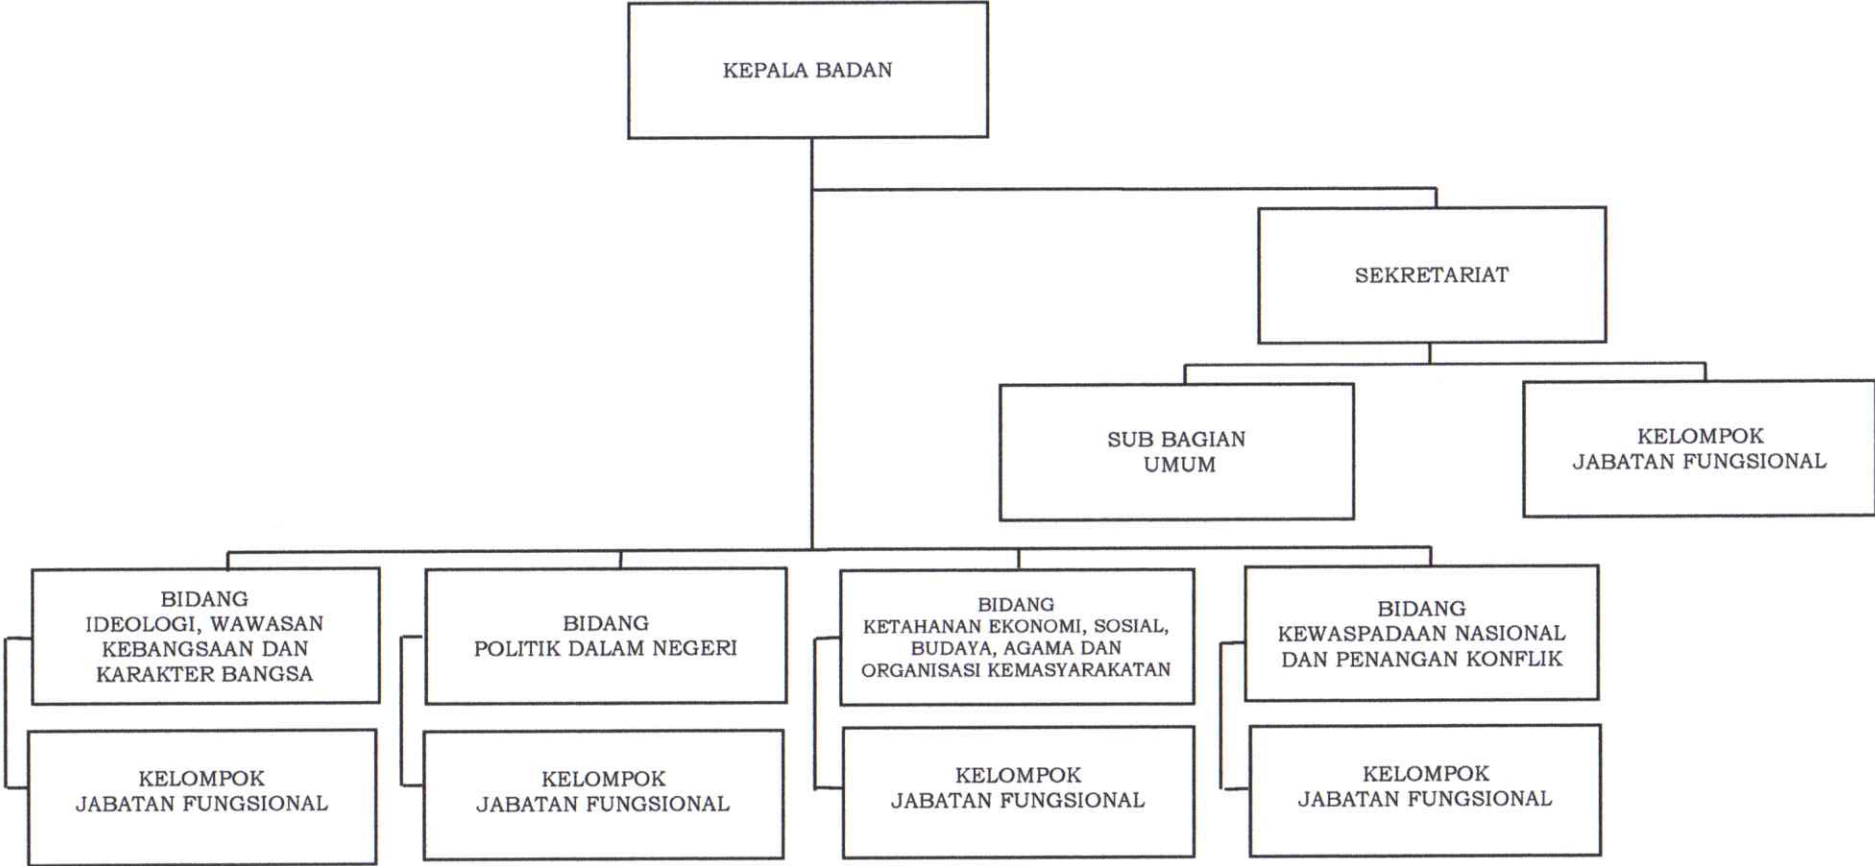 KEPALA BADAN
SEKRETARIAT
SUB BAGIAN
UMUM
KELOMPOK
JABATAN FUNGSIONAL
BIDANG
IDEOLOGI, WAWASAN
KEBANGSAAN DAN
KARAKTER BANGSA
BIDANG
POLITIK DALAM NEGERI
BIDANG
KETAHANAN EKONOMI, SOSIAL,
BUDAYA, AGAMA DAN
ORGANISASI KEMASYARAKATAN
BIDANG
KEWASPADAAN NASIONAL
DAN PENANGAN KONFLIK
KELOMPOK
JABATAN FUNGSIONAL
KELOMPOK
JABATAN FUNGSIONAL
KELOMPOK
JABATAN FUNGSIONAL
KELOMPOK
JABATAN FUNGSIONAL